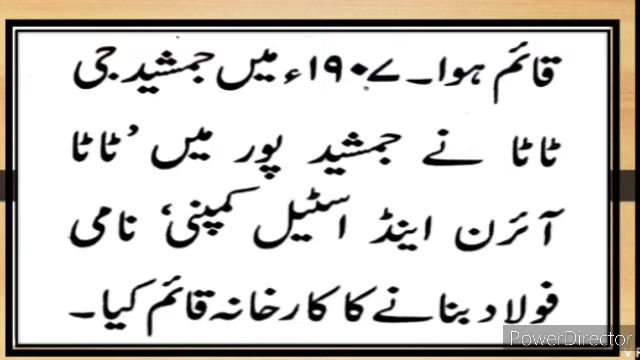 قائم ہوا۔ ۱۹۰۷ء میں جمشید جی
ٹاٹا نے جمشید پور میں ’ٹاٹا
آئرن اینڈ اسٹیل کمپنی‘ نامی
فولاد بنانے کا کارخانہ قائم کیا۔
PowerDirector